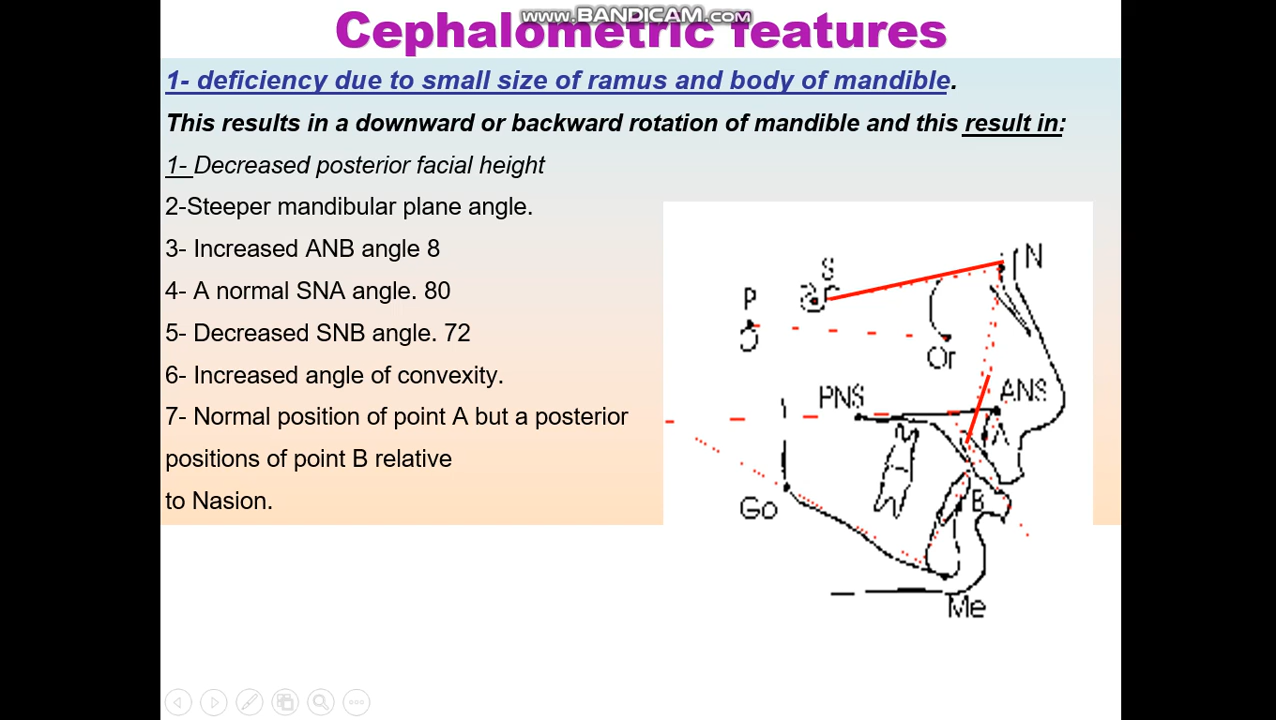 Cephalometric features
www.BANDICAM.com
1- deficiency due to small size of ramus and body of mandible.
This results in a downward or backward rotation of mandible and this result in:
1- Decreased posterior facial height
2-Steeper mandibular plane angle.
3- Increased ANB angle 8
4- A normal SNA angle. 80
5- Decreased SNB angle. 72
6- Increased angle of convexity.
7- Normal position of point A but a posterior
positions of point B relative
to Nasion.
N
S
P
Or
PNS
ANS
A
B
Go
Me